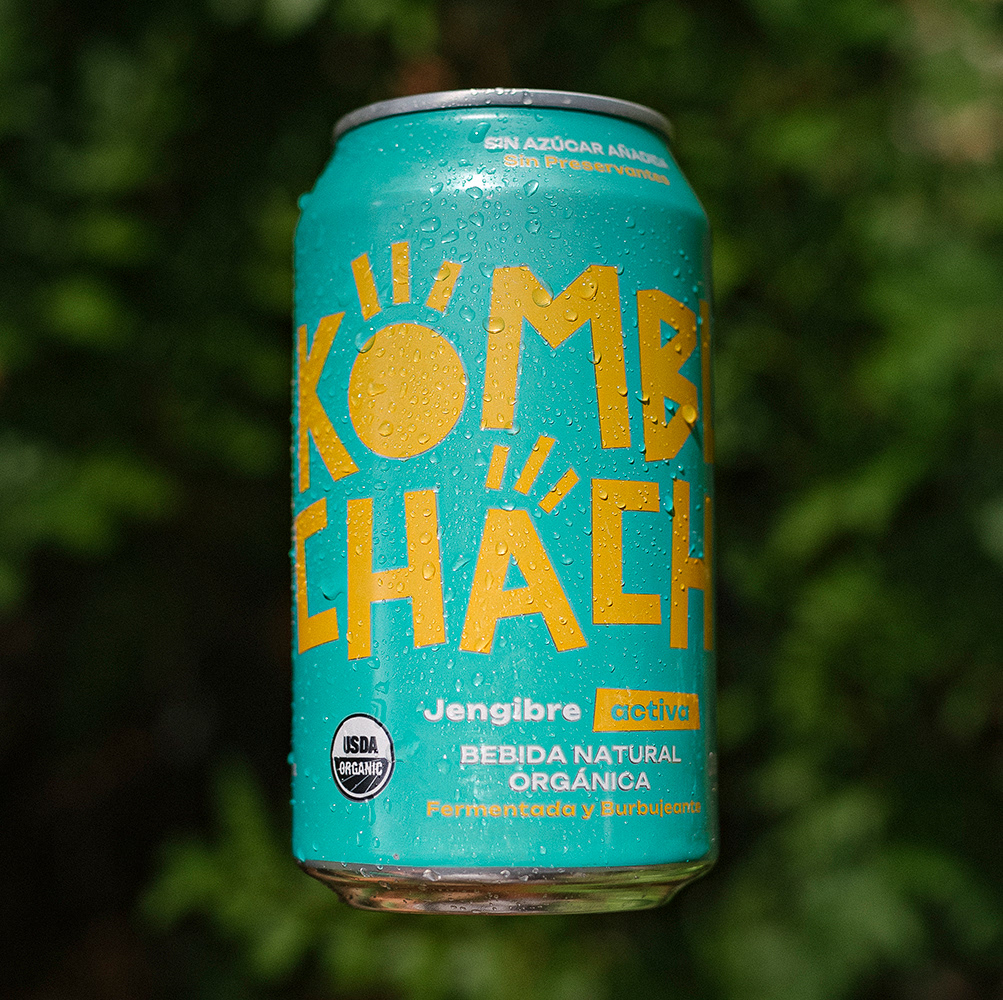 SIN AZÚCAR AÑADIDA
Sin Preservantes
KOMB
CHACH
Jengibre activa
USDA
ORGANIC
BEBIDA NATURAL
ORGÁNICA
Fermentada y Burbujeante